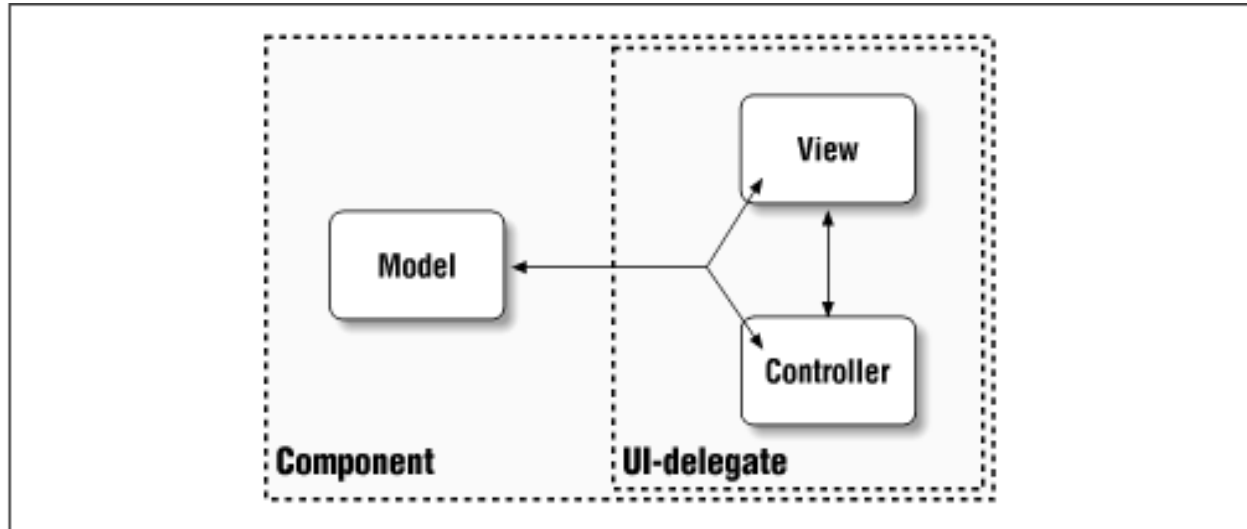 View
Model
Controller
Component
UI-delegate